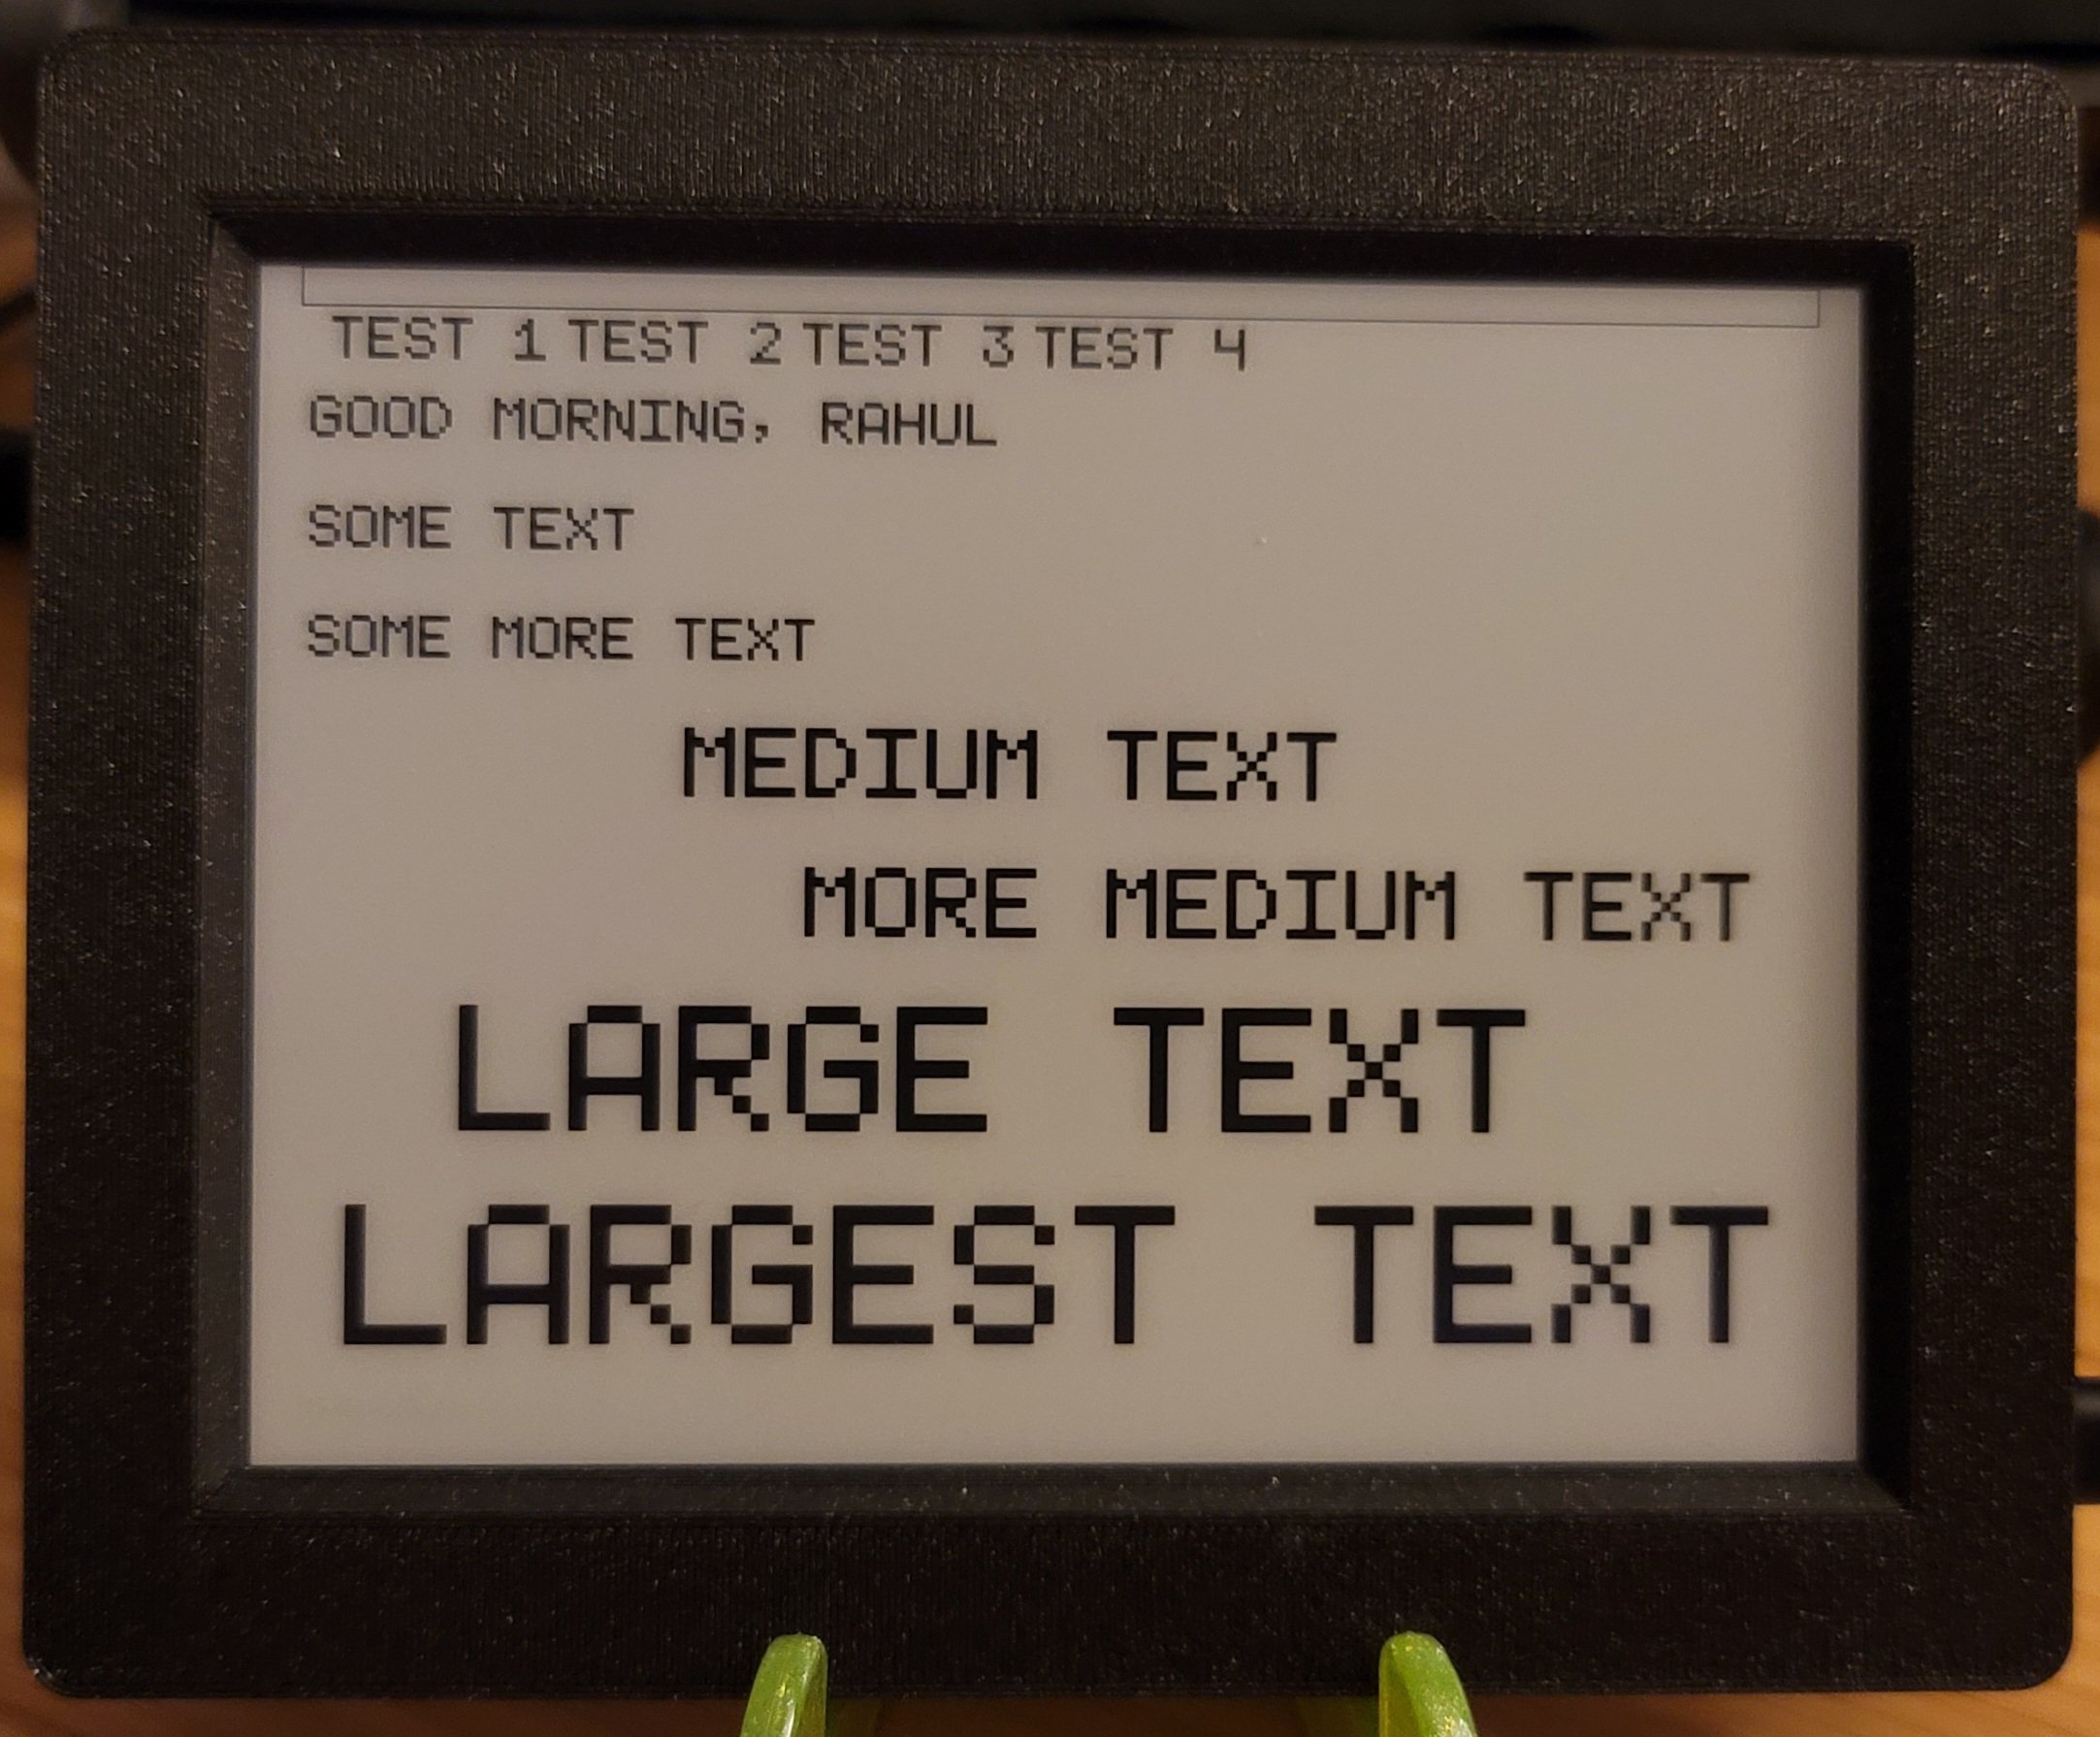 TEST 1 TEST 2 TEST 3 TEST 4
GOOD MORNING, RAHUL
SOME TEXT
SOME MORE TEXT
MEDIUM TEXT
MORE MEDIUM TEXT
LARGE TEXT
LARGEST TEXT